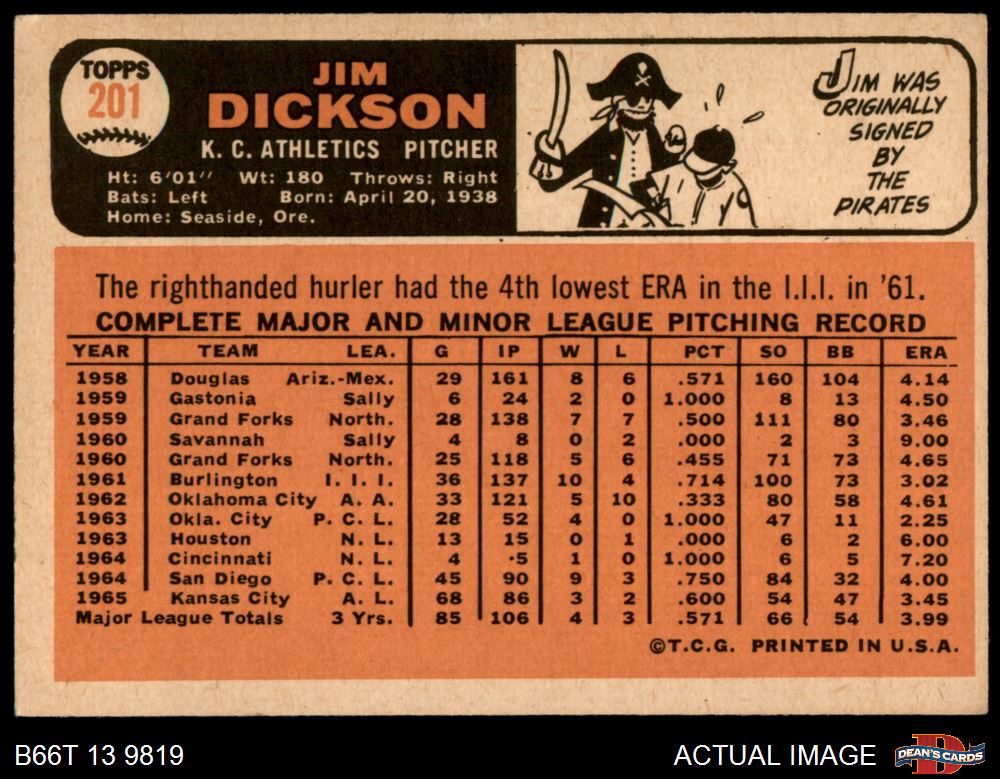 TOPPS
201
JIM
DICKSON
K. C. ATHLETICS PITCHER
Ht: 6'01" Wt: 180 Throws: Right
Bats: Left Born: April 20, 1938
Home: Seaside, Ore.
JIM WAS
ORIGINALLY
SIGNED
BY
THE
PIRATES
The righthanded hurler had the 4th lowest ERA in the I.I.I. in '61.
COMPLETE MAJOR AND MINOR LEAGUE PITCHING RECORD
YEAR TEAM LEA. G IP W L PCT SO BB ERA
1958 Douglas Ariz.-Mex. 29 161 8 6 .571 160 104 4.14
1959 Gastonia Sally 6 24 2 0 1.000 8 13 4.50
1959 Grand Forks North. 28 138 7 7 .500 111 80 3.46
1960 Savannah Sally 4 8 0 2 .000 2 3 9.00
1960 Grand Forks North. 25 118 5 6 .455 71 73 4.65
1961 Burlington I. I. I. 36 137 10 4 .714 100 73 3.02
1962 Oklahoma City A. A. 33 121 5 10 .333 80 58 4.61
1963 Okla. City P. C. L. 28 52 4 0 1.000 47 11 2.25
1963 Houston N. L. 13 15 0 1 .000 6 2 6.00
1964 Cincinnati N. L. 4 5 1 0 1.000 6 5 7.20
1964 San Diego P. C. L. 45 90 9 3 .750 84 32 4.00
1965 Kansas City A. L. 68 86 3 2 .600 54 47 3.45
Major League Totals 3 Yrs. 85 106 4 3 .571 66 54 3.99
©T.C.G. PRINTED IN U.S.A.
B66T 13 9819
ACTUAL IMAGE
DEAN'S CARDS